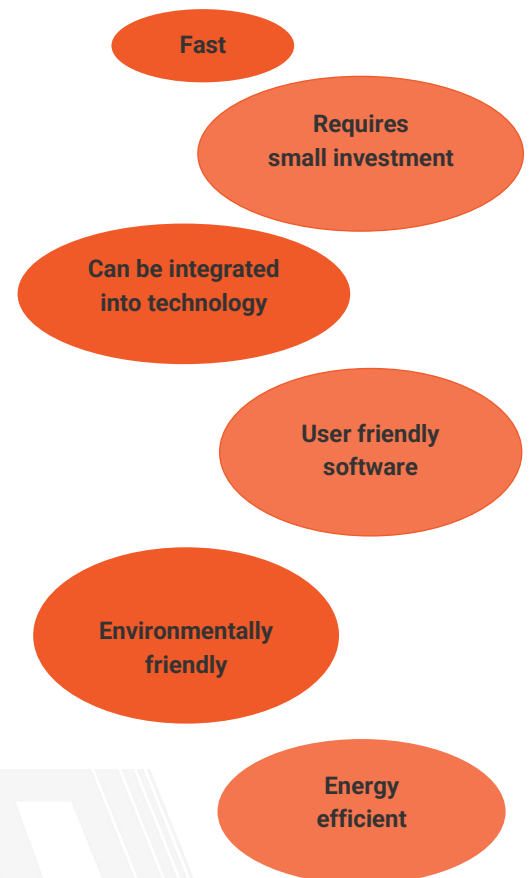 Fast
Requires
small investment
Can be integrated
into technology
User friendly
software
Environmentally
friendly
Energy
efficient